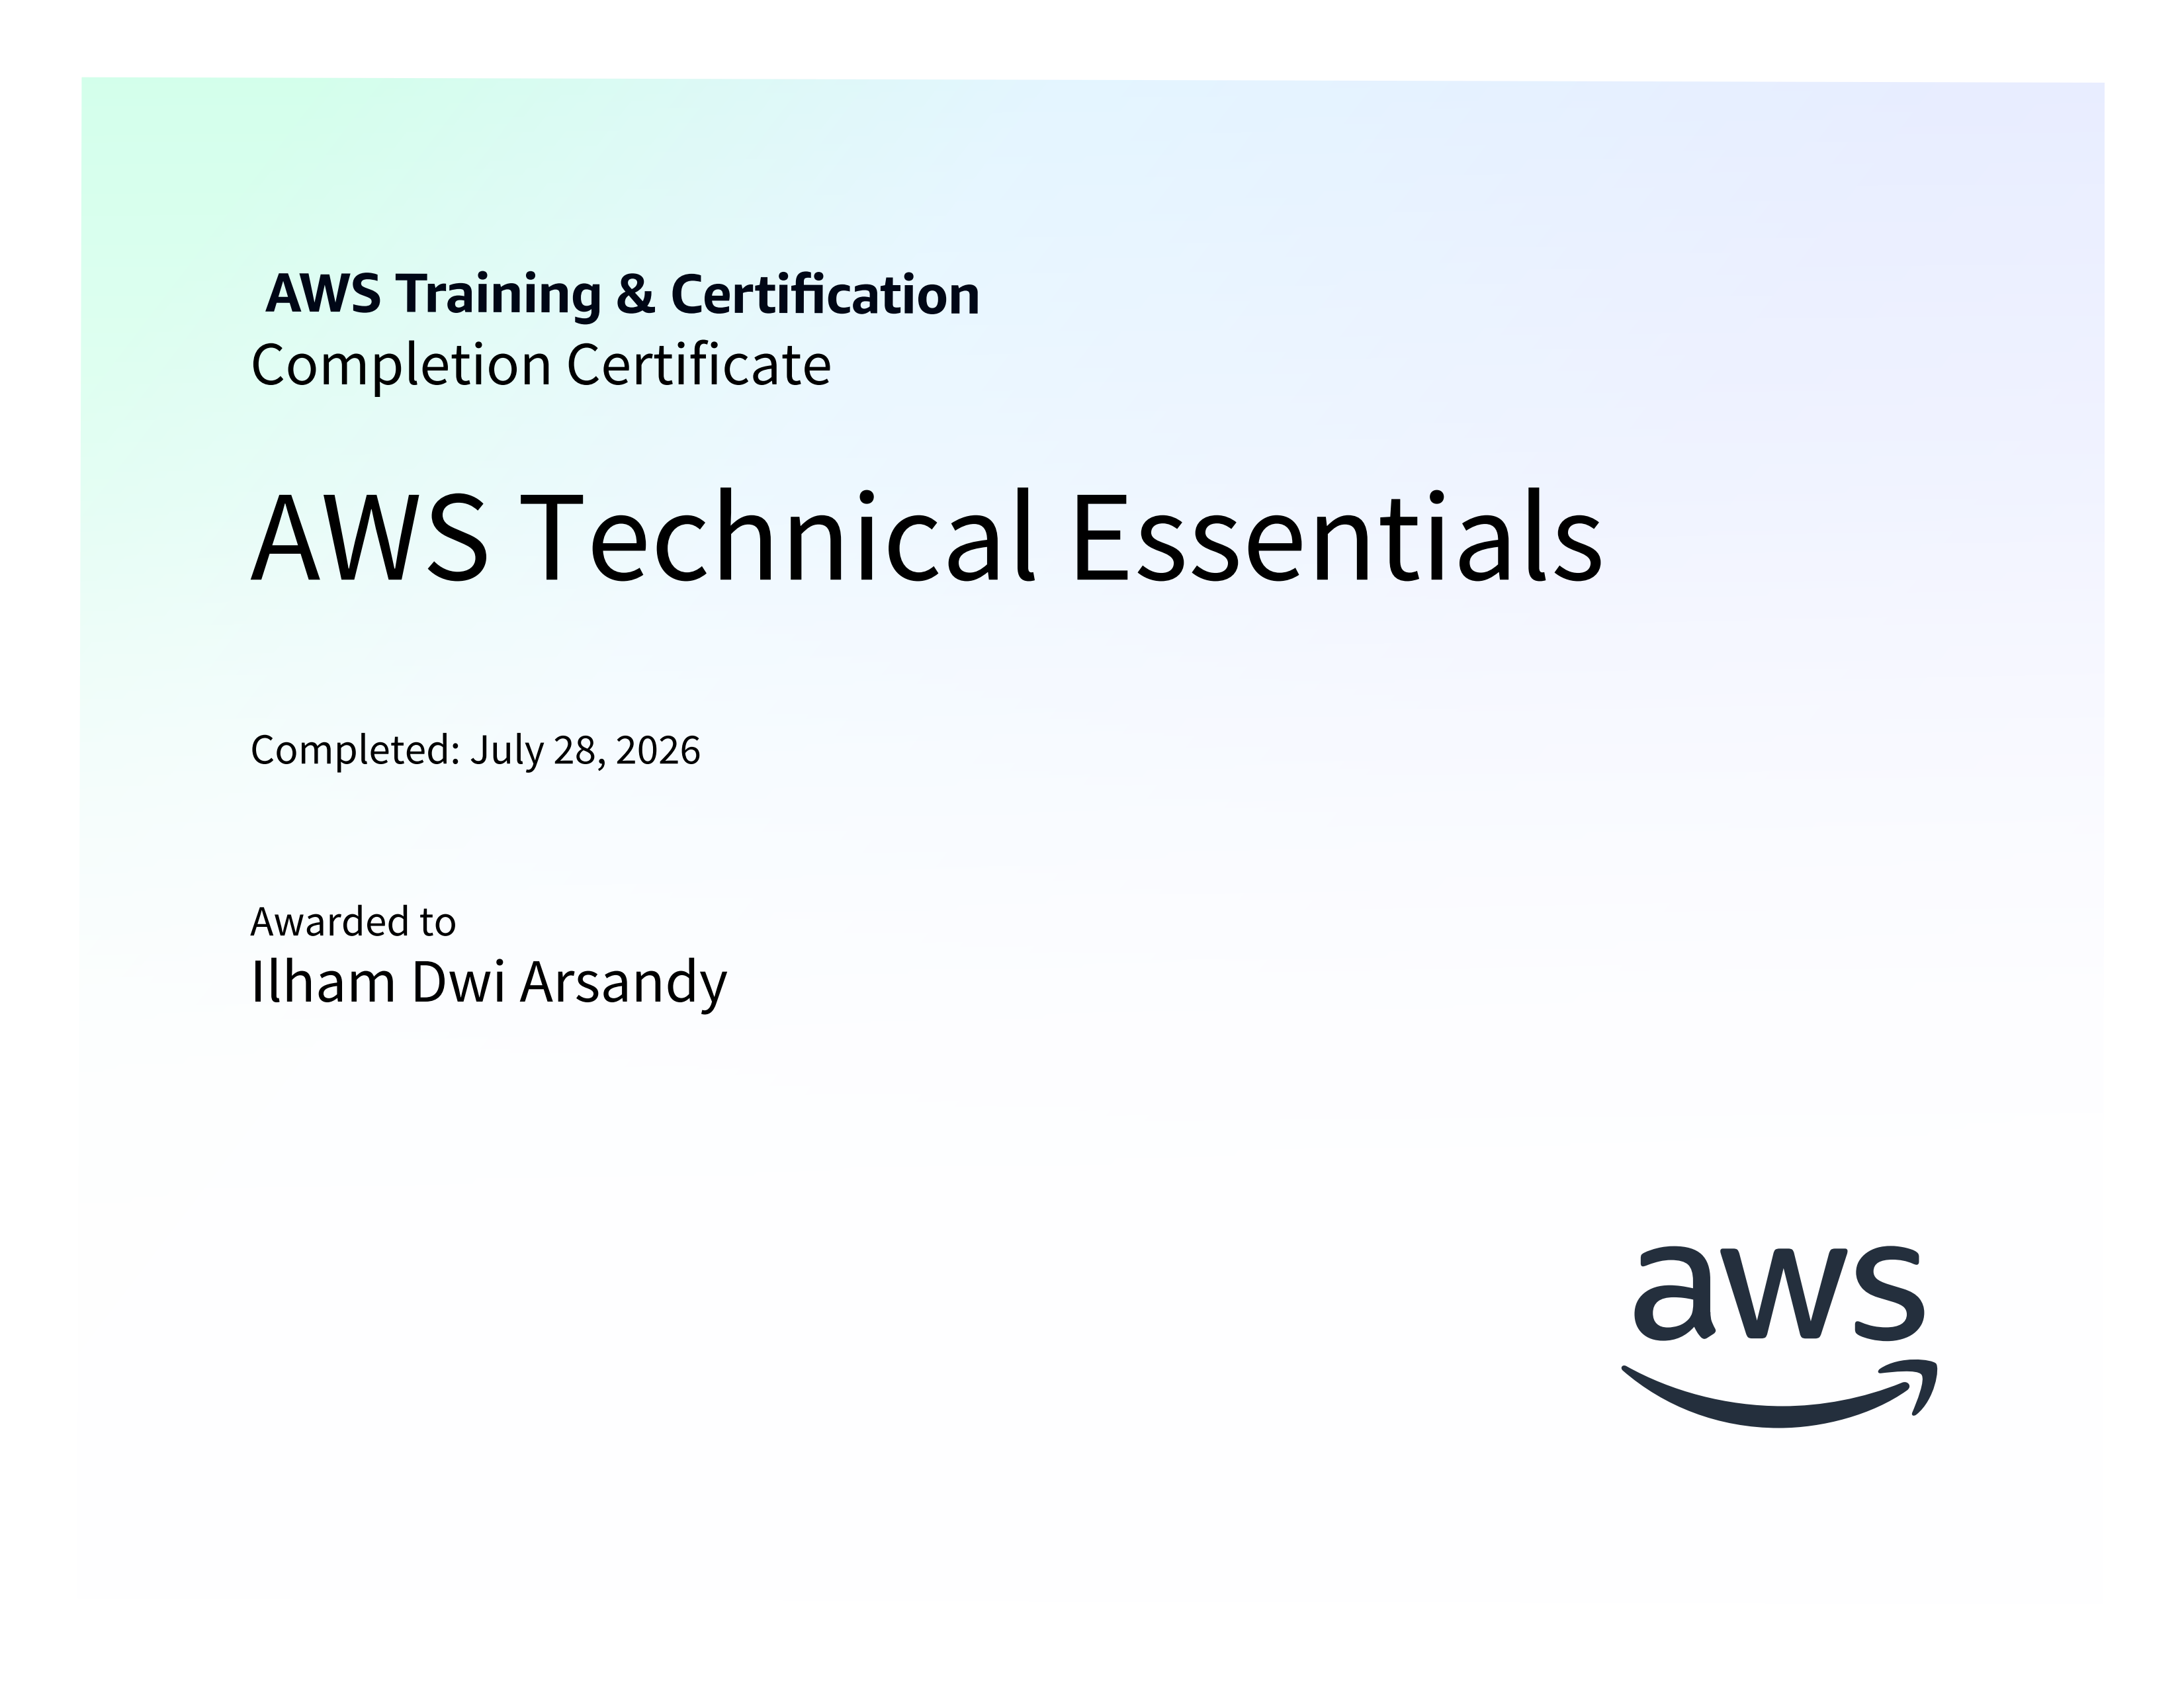 AWS Training & Certification
Completion Certificate
AWS Technical Essentials
Completed: July 28, 2026
Awarded to
Ilham Dwi Arsandy
aws